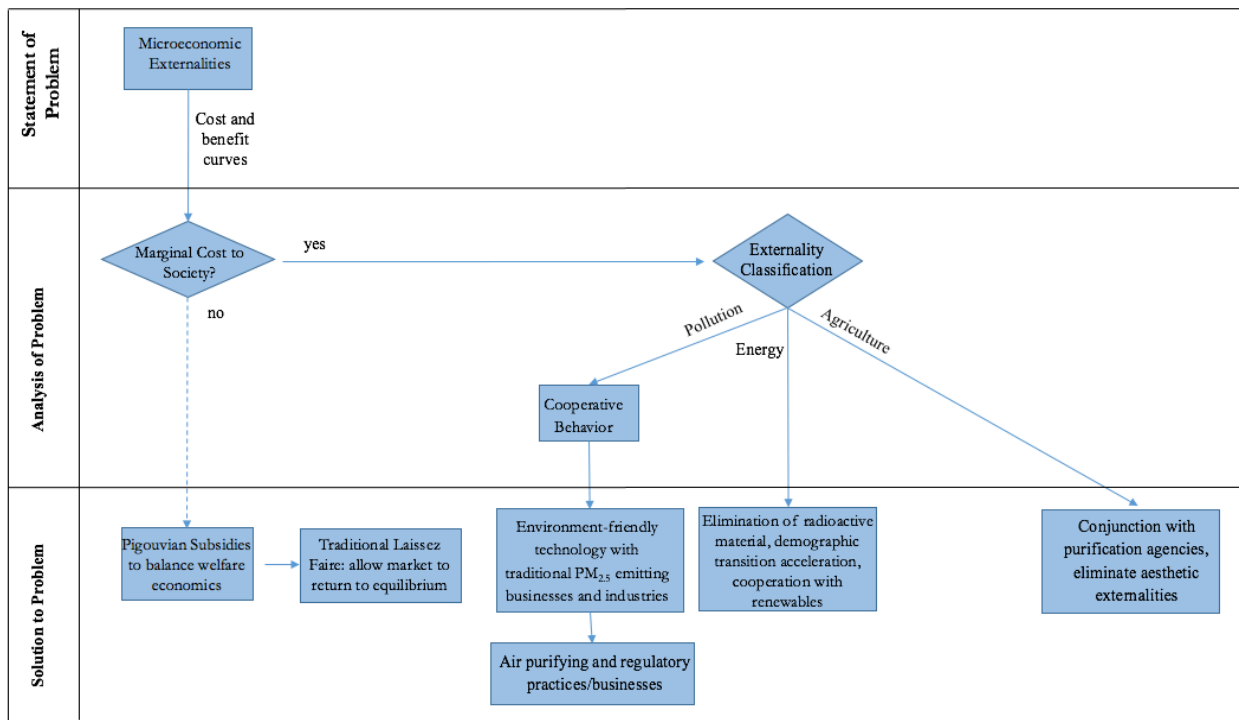 Statement of
Problem
Microeconomic
Externalities
Cost and
benefit
curves
Analysis of Problem
Marginal Cost to
Society?
yes
no
Externality
Classification
Pollution
Energy
Agriculture
Cooperative
Behavior
Solution to Problem
Pigouvian Subsidies
to balance welfare
economics
Traditional Laissez
Faire: allow market to
return to equilibrium
Environment-friendly
technology with
traditional PM2.5 emitting
businesses and industries
Air purifying and regulatory
practices/businesses
Elimination of radioactive
material, demographic
transition acceleration,
cooperation with
renewables
Conjunction with
purification agencies,
eliminate aesthetic
externalities